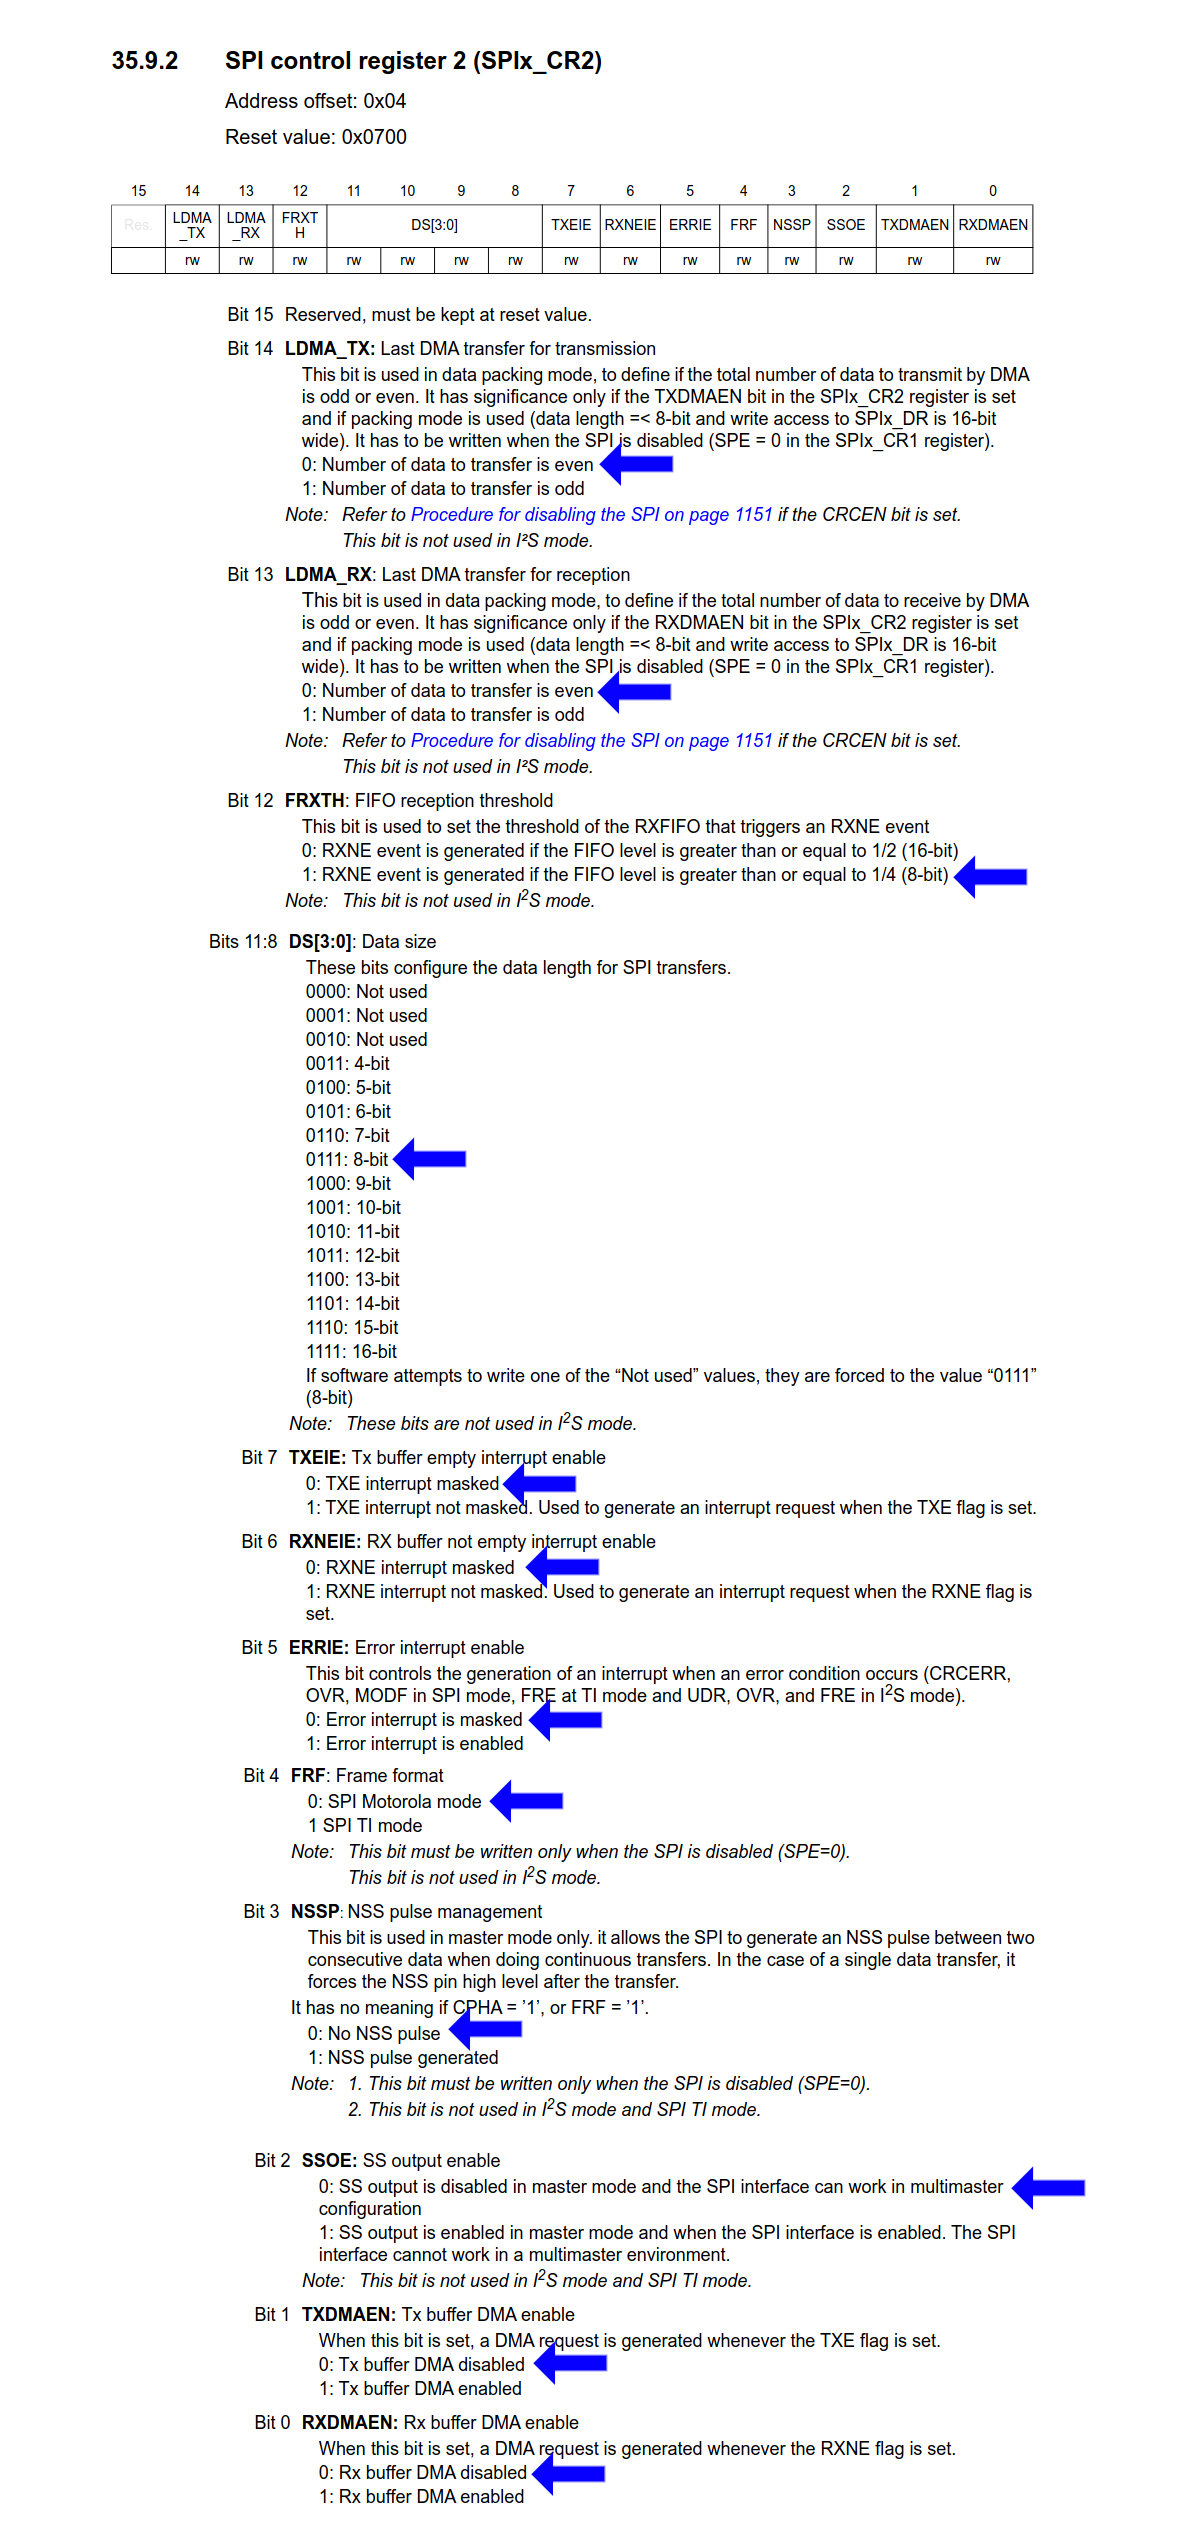 35.9.2 SPI control register 2 (SPIx_CR2)
Address offset: 0x04
Reset value: 0x0700
15 14 13 12 11 10 9 8 7 6 5 4 3 2 1 0
Res. LDMA_TX LDMA_RX FRXTH DS[3:0] TXEIE RXNEIE ERRIE FRF NSSP SSOE TXDMAEN RXDMAEN
rw rw rw rw rw rw rw rw rw rw rw rw rw rw rw
Bit 15 Reserved, must be kept at reset value.
Bit 14 LDMA_TX: Last DMA transfer for transmission
This bit is used in data packing mode, to define if the total number of data to transmit by DMA
is odd or even. It has significance only if the TXDMAEN bit in the SPIx_CR2 register is set
and if packing mode is used (data length =< 8-bit and write access to SPIx_DR is 16-bit
wide). It has to be written when the SPI is disabled (SPE = 0 in the SPIx_CR1 register).
0: Number of data to transfer is even
1: Number of data to transfer is odd
Note: Refer to Procedure for disabling the SPI on page 1151 if the CRCEN bit is set.
This bit is not used in I²S mode.
Bit 13 LDMA_RX: Last DMA transfer for reception
This bit is used in data packing mode, to define if the total number of data to receive by DMA
is odd or even. It has significance only if the RXDMAEN bit in the SPIx_CR2 register is set
and if packing mode is used (data length =< 8-bit and write access to SPIx_DR is 16-bit
wide). It has to be written when the SPI is disabled (SPE = 0 in the SPIx_CR1 register).
0: Number of data to transfer is even
1: Number of data to transfer is odd
Note: Refer to Procedure for disabling the SPI on page 1151 if the CRCEN bit is set.
This bit is not used in I²S mode.
Bit 12 FRXTH: FIFO reception threshold
This bit is used to set the threshold of the RXFIFO that triggers an RXNE event
0: RXNE event is generated if the FIFO level is greater than or equal to 1/2 (16-bit)
1: RXNE event is generated if the FIFO level is greater than or equal to 1/4 (8-bit)
Note: This bit is not used in I²S mode.
Bits 11:8 DS[3:0]: Data size
These bits configure the data length for SPI transfers.
0000: Not used
0001: Not used
0010: Not used
0011: 4-bit
0100: 5-bit
0101: 6-bit
0110: 7-bit
0111: 8-bit
1000: 9-bit
1001: 10-bit
1010: 11-bit
1011: 12-bit
1100: 13-bit
1101: 14-bit
1110: 15-bit
1111: 16-bit
If software attempts to write one of the “Not used” values, they are forced to the value “0111”
(8-bit)
Note: These bits are not used in I²S mode.
Bit 7 TXEIE: Tx buffer empty interrupt enable
0: TXE interrupt masked
1: TXE interrupt not masked. Used to generate an interrupt request when the TXE flag is set.
Bit 6 RXNEIE: RX buffer not empty interrupt enable
0: RXNE interrupt masked
1: RXNE interrupt not masked. Used to generate an interrupt request when the RXNE flag is
set.
Bit 5 ERRIE: Error interrupt enable
This bit controls the generation of an interrupt when an error condition occurs (CRCERR,
OVR, MODF in SPI mode, FRE at TI mode and UDR, OVR, and FRE in I²S mode).
0: Error interrupt is masked
1: Error interrupt is enabled
Bit 4 FRF: Frame format
0: SPI Motorola mode
1 SPI TI mode
Note: This bit must be written only when the SPI is disabled (SPE=0).
This bit is not used in I²S mode.
Bit 3 NSSP: NSS pulse management
This bit is used in master mode only. it allows the SPI to generate an NSS pulse between two
consecutive data when doing continuous transfers. In the case of a single data transfer, it
forces the NSS pin high level after the transfer.
It has no meaning if CPHA = ’1’, or FRF = ’1’.
0: No NSS pulse
1: NSS pulse generated
Note: 1. This bit must be written only when the SPI is disabled (SPE=0).
2. This bit is not used in I²S mode and SPI TI mode.
Bit 2 SSOE: SS output enable
0: SS output is disabled in master mode and the SPI interface can work in multimaster
configuration
1: SS output is enabled in master mode and when the SPI interface is enabled. The SPI
interface cannot work in a multimaster environment.
Note: This bit is not used in I²S mode and SPI TI mode.
Bit 1 TXDMAEN: Tx buffer DMA enable
When this bit is set, a DMA request is generated whenever the TXE flag is set.
0: Tx buffer DMA disabled
1: Tx buffer DMA enabled
Bit 0 RXDMAEN: Rx buffer DMA enable
When this bit is set, a DMA request is generated whenever the RXNE flag is set.
0: Rx buffer DMA disabled
1: Rx buffer DMA enabled